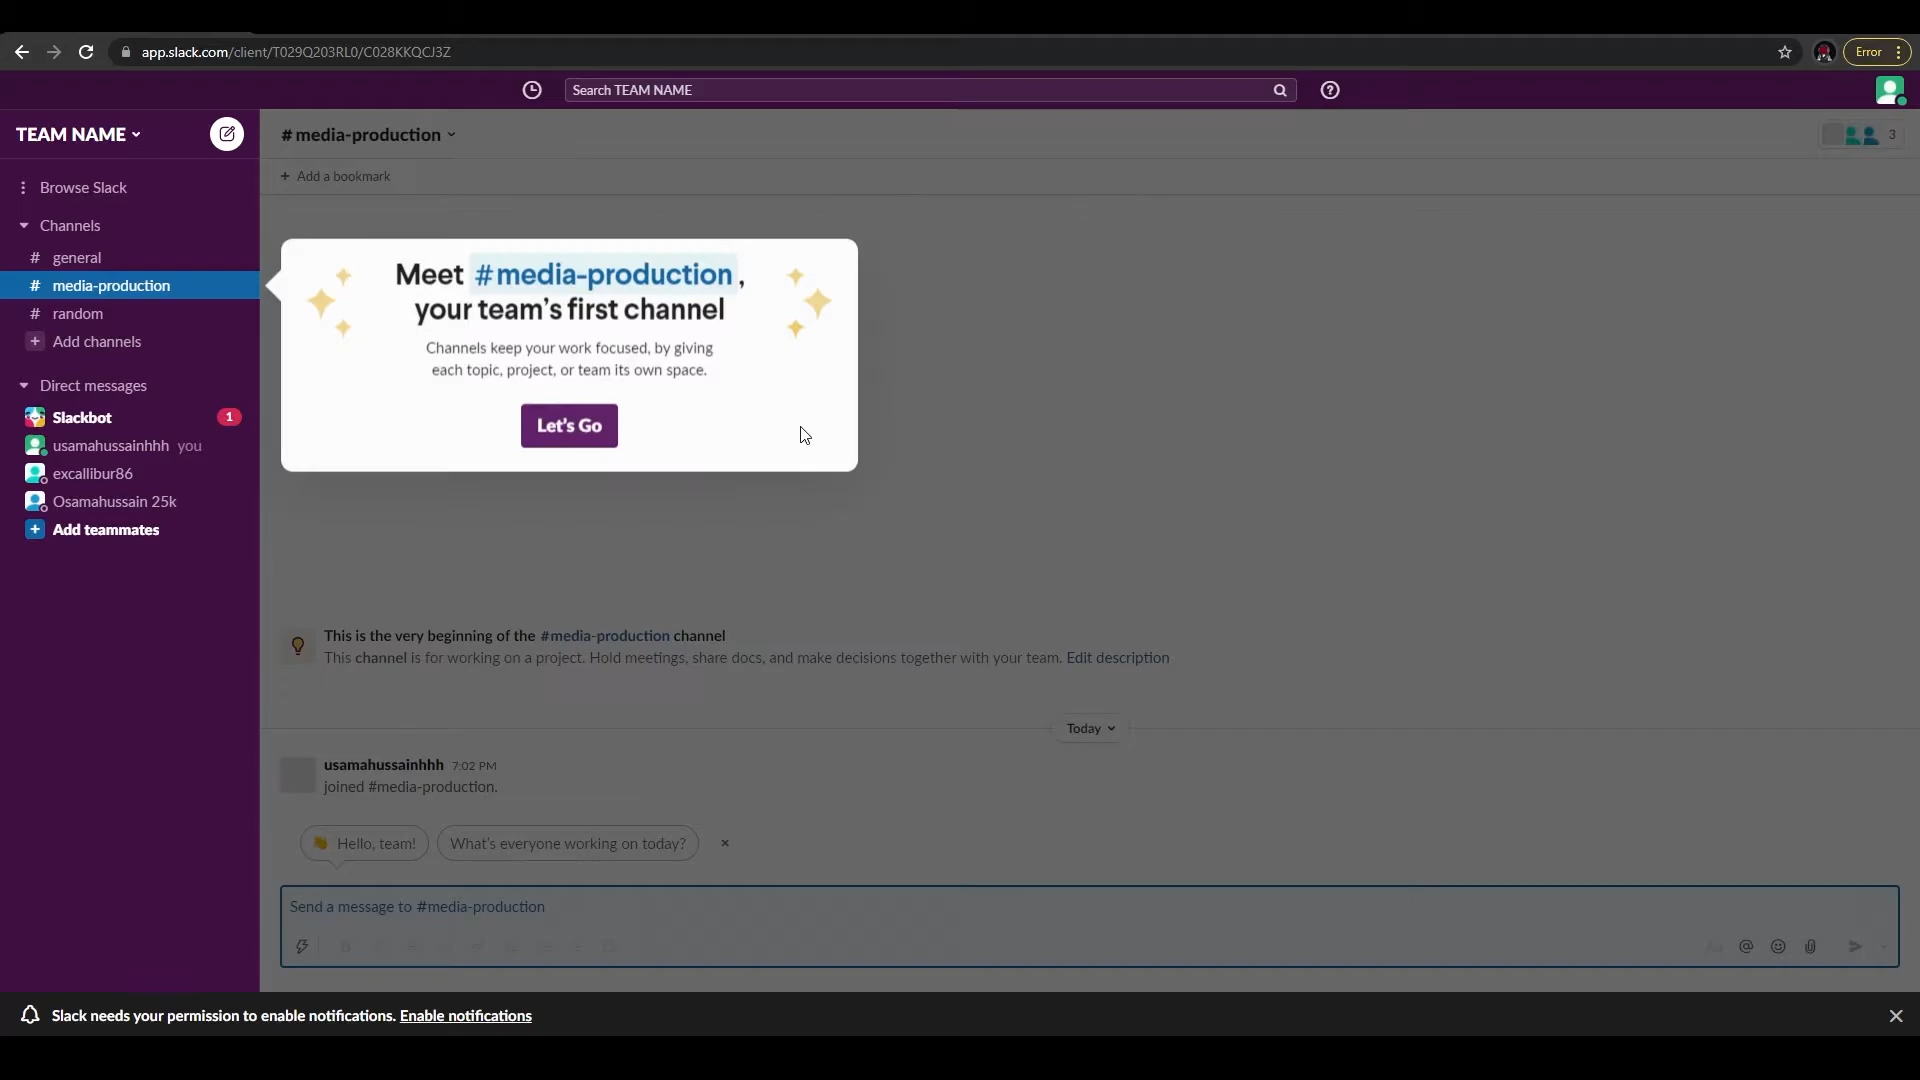 app.slack.com/client/T029Q203RL0/C028KKQCJ3Z
Error
Search TEAM NAME
TEAM NAME
# media-production
3
+ Add a bookmark
Browse Slack
Channels
# general
# media-production
# random
+ Add channels
Direct messages
Slackbot 1
usamahussainhhh you
excallibur86
Osamahussain 25k
+ Add teammates
Meet #media-production,
your team's first channel
Channels keep your work focused, by giving
each topic, project, or team its own space.
Let's Go
This is the very beginning of the #media-production channel
This channel is for working on a project. Hold meetings, share docs, and make decisions together with your team. Edit description
Today
usamahussainhhh 7:02 PM
joined #media-production.
Hello, team!
What's everyone working on today?
Send a message to #media-production
Slack needs your permission to enable notifications. Enable notifications